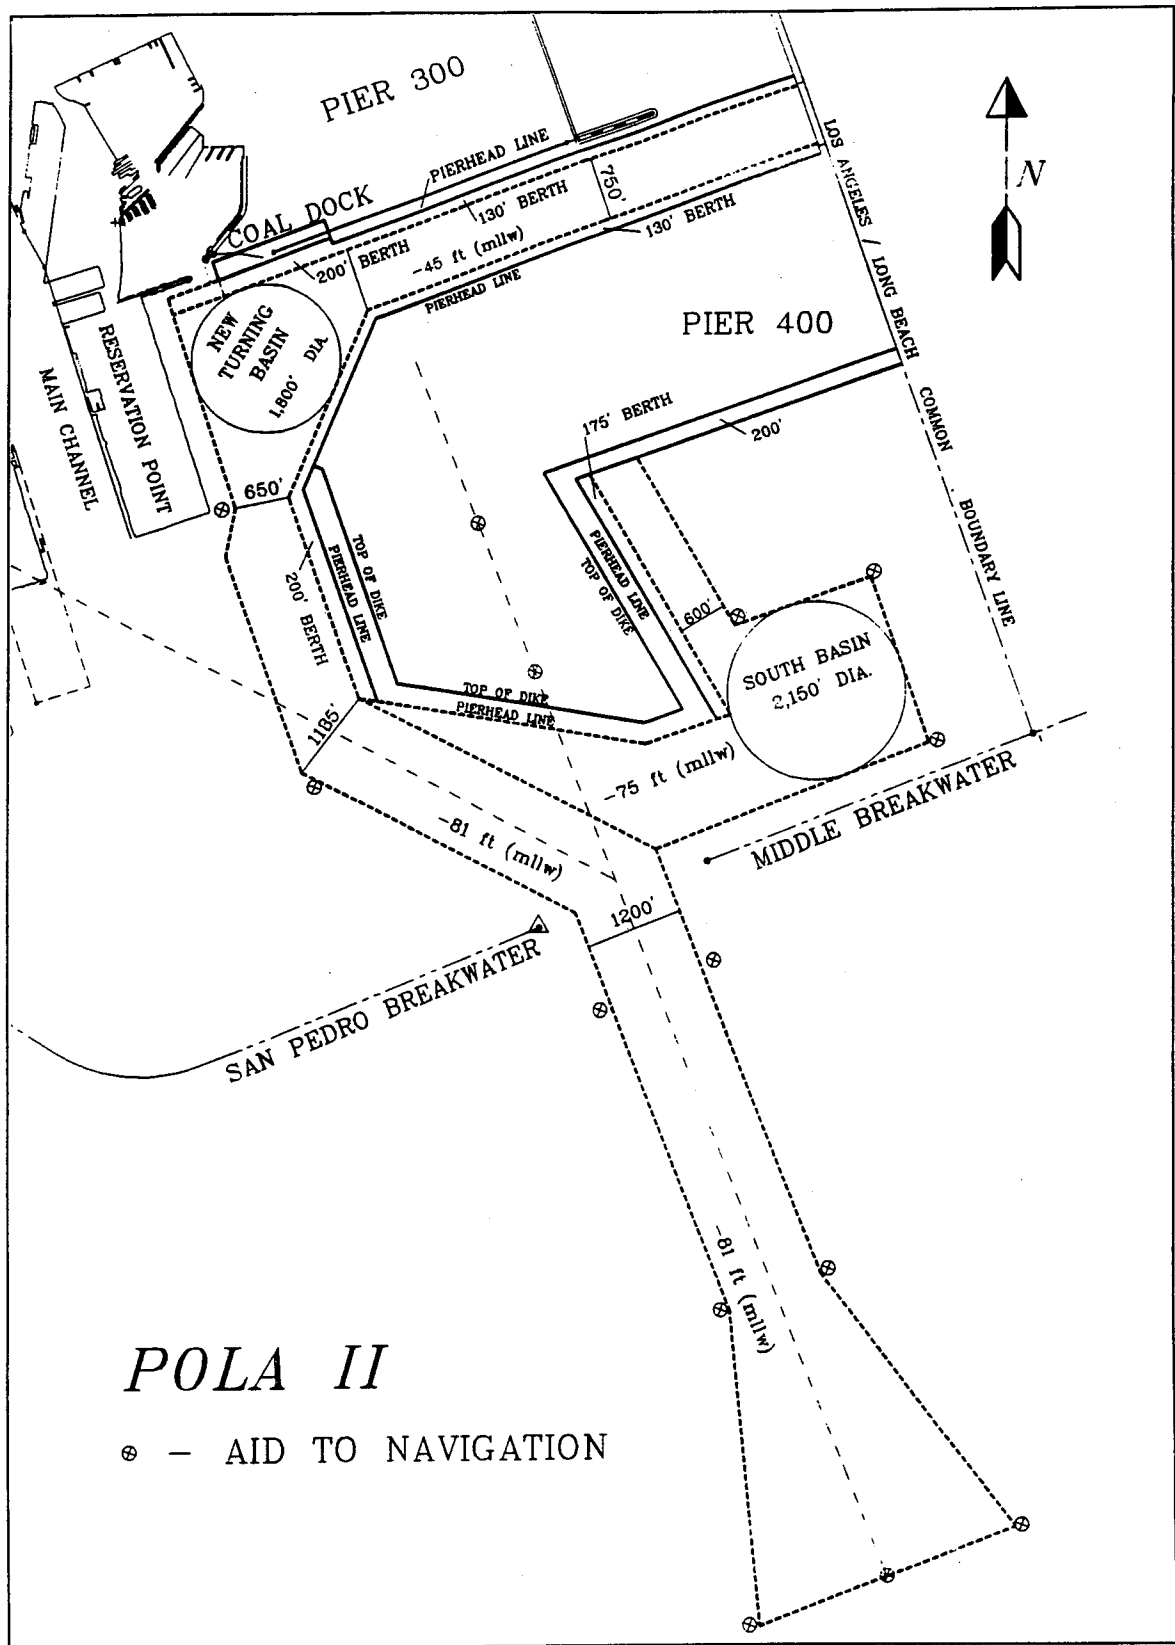 PIER 300
PIERHEAD LINE
LOS ANGELES / LONG BEACH
N
COAL DOCK
130' BERTH
750'
130' BERTH
200' BERTH
-45 ft (mllw)
PIERHEAD LINE
NEW
TURNING
BASIN
1,800' DIA.
PIER 400
RESERVATION POINT
MAIN CHANNEL
175' BERTH
200'
COMMON
BOUNDARY LINE
650'
TOP OF DIKE
PIERHEAD LINE
200' BERTH
PIERHEAD LINE
TOP OF DIKE
600'
SOUTH BASIN
2,150' DIA.
TOP OF DIKE
PIERHEAD LINE
1185'
-75 ft (mllw)
-81 ft (mllw)
MIDDLE BREAKWATER
1200'
SAN PEDRO BREAKWATER
-81 ft (mllw)
POLA II
⊗ - AID TO NAVIGATION